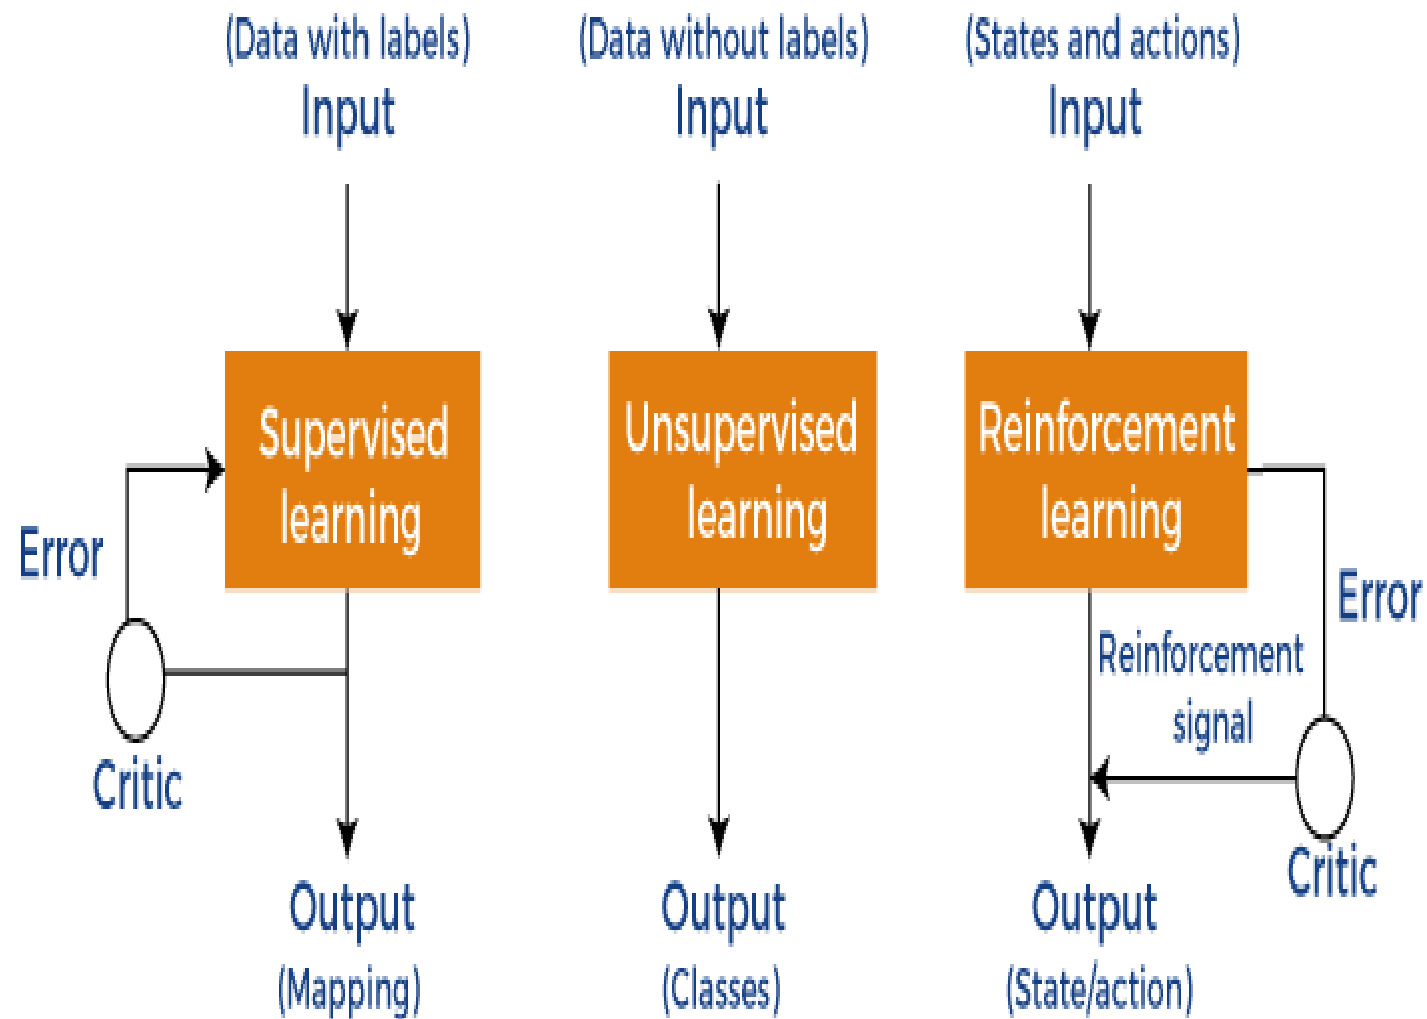 (Data with labels)
Input
Supervised
learning
Error
Critic
Output
(Mapping)
(Data without labels)
Input
Unsupervised
learning
Output
(Classes)
(States and actions)
Input
Reinforcement
learning
Error
Reinforcement
signal
Critic
Output
(State/action)